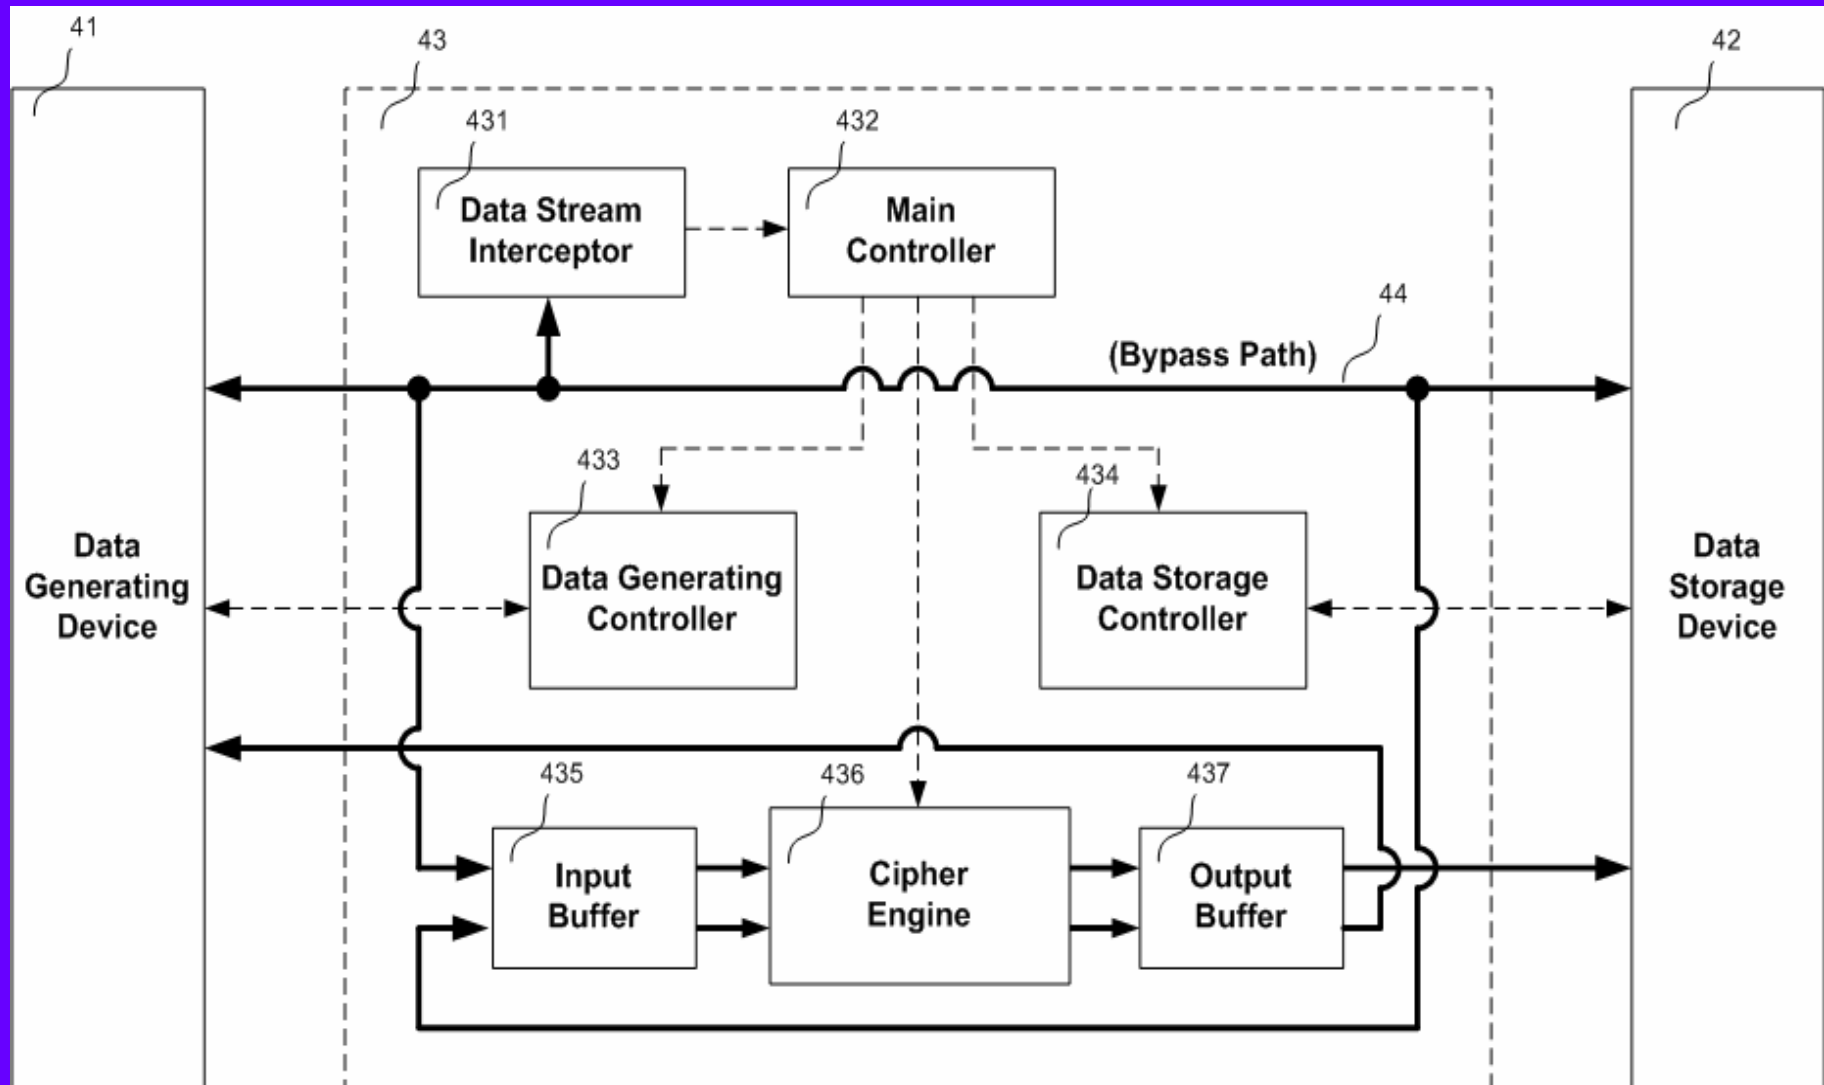 41
43
42
431
432
Data Stream
Interceptor
Main
Controller
44
(Bypass Path)
433
434
Data
Generating
Device
Data Generating
Controller
Data Storage
Controller
Data
Storage
Device
435
436
437
Input
Buffer
Cipher
Engine
Output
Buffer